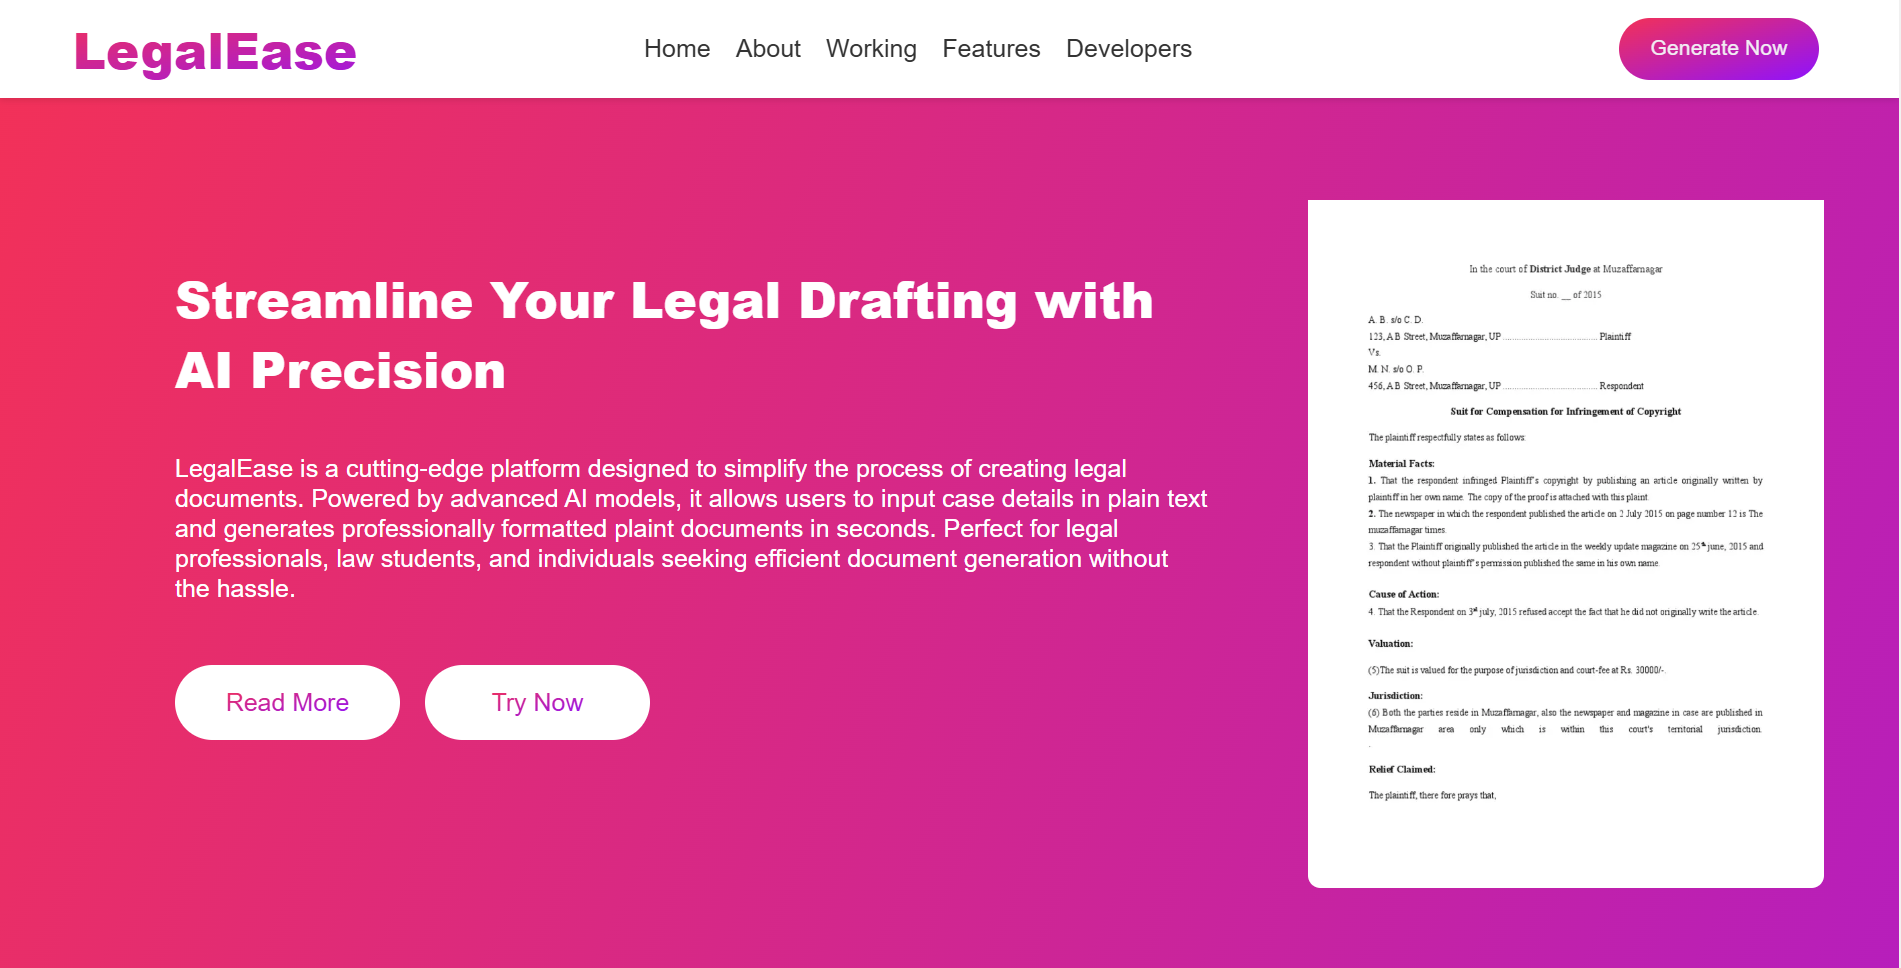 LegalEase
Home About Working Features Developers
Generate Now
Streamline Your Legal Drafting with
AI Precision
LegalEase is a cutting-edge platform designed to simplify the process of creating legal
documents. Powered by advanced AI models, it allows users to input case details in plain text
and generates professionally formatted plaint documents in seconds. Perfect for legal
professionals, law students, and individuals seeking efficient document generation without
the hassle.
Read More
Try Now
In the court of District Judge at Muzaffarnagar
Suit no. __ of 2015
A. B. s/o C. D.
123, A B Street, Muzaffarnagar, UP ...................................... Plaintiff
Vs.
M. N. s/o O. P.
456, A B Street, Muzaffarnagar, UP ...................................... Respondent
Suit for Compensation for Infringement of Copyright
The plaintiff respectfully states as follows:
Material Facts:
1. That the respondent infringed Plaintiff's copyright by publishing an article originally written by
plaintiff in her own name. The copy of the proof is attached with this plaint.
2. The newspaper in which the respondent published the article on 2 July 2015 on page number 12 is The
muzaffarnagar times.
3. That the Plaintiff originally published the article in the weekly update magazine on 25th june, 2015 and
respondent without plaintiff's permission published the same in his own name.
Cause of Action:
4. That the Respondent on 3rd july, 2015 refused accept the fact that he did not originally write the article.
Valuation:
(5)The suit is valued for the purpose of jurisdiction and court-fee at Rs. 30000/-.
Jurisdiction:
(6) Both the parties reside in Muzaffarnagar, also the newspaper and magazine in case are published in
Muzaffarnagar area only which is within this court's territorial jurisdiction
.
Relief Claimed:
The plaintiff, there fore prays that,